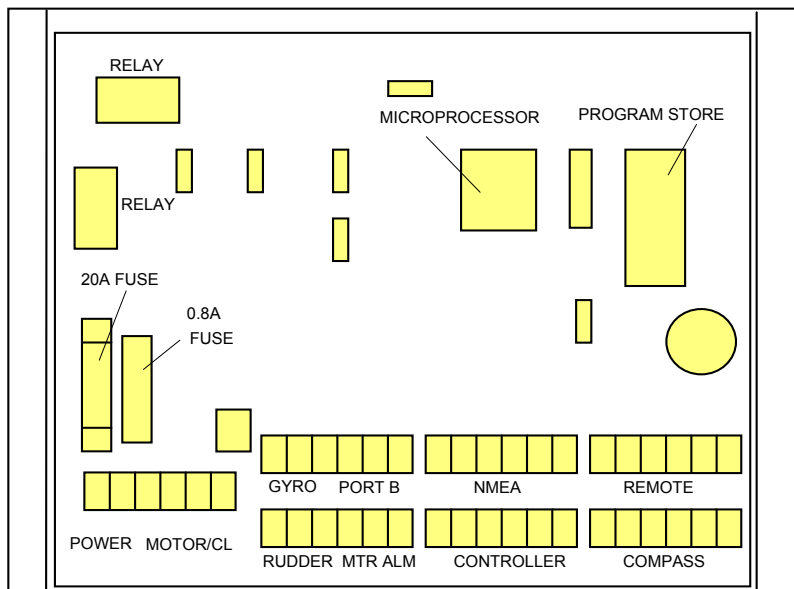 RELAY
MICROPROCESSOR
PROGRAM STORE
RELAY
20A FUSE
0.8A
FUSE
GYRO PORT B NMEA REMOTE
POWER MOTOR/CL
RUDDER MTR ALM CONTROLLER COMPASS